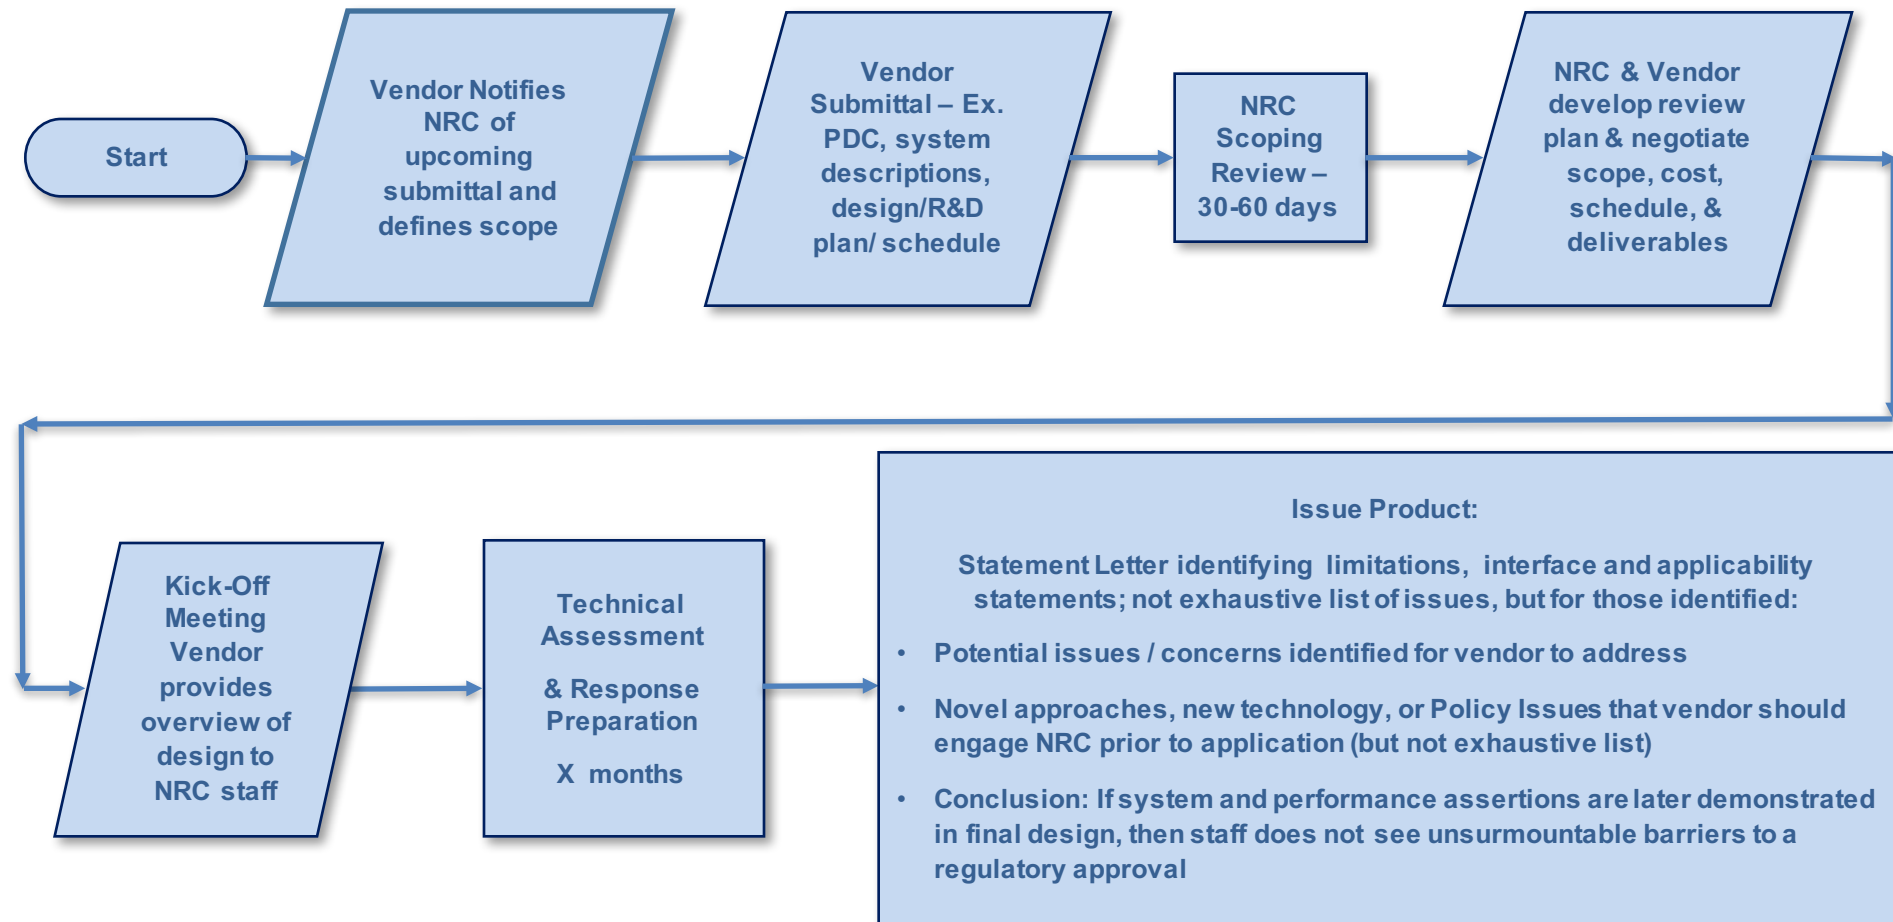 Start
Vendor Notifies
NRC of
upcoming
submittal and
defines scope
Vendor
Submittal – Ex.
PDC, system
descriptions,
design/R&D
plan/ schedule
NRC
Scoping
Review –
30-60 days
NRC & Vendor
develop review
plan & negotiate
scope, cost,
schedule, &
deliverables
Kick-Off
Meeting
Vendor
provides
overview of
design to
NRC staff
Technical
Assessment
& Response
Preparation
X months
Issue Product:
Statement Letter identifying limitations, interface and applicability
statements; not exhaustive list of issues, but for those identified:
• Potential issues / concerns identified for vendor to address
• Novel approaches, new technology, or Policy Issues that vendor should
engage NRC prior to application (but not exhaustive list)
• Conclusion: If system and performance assertions are later demonstrated
in final design, then staff does not see unsurmountable barriers to a
regulatory approval